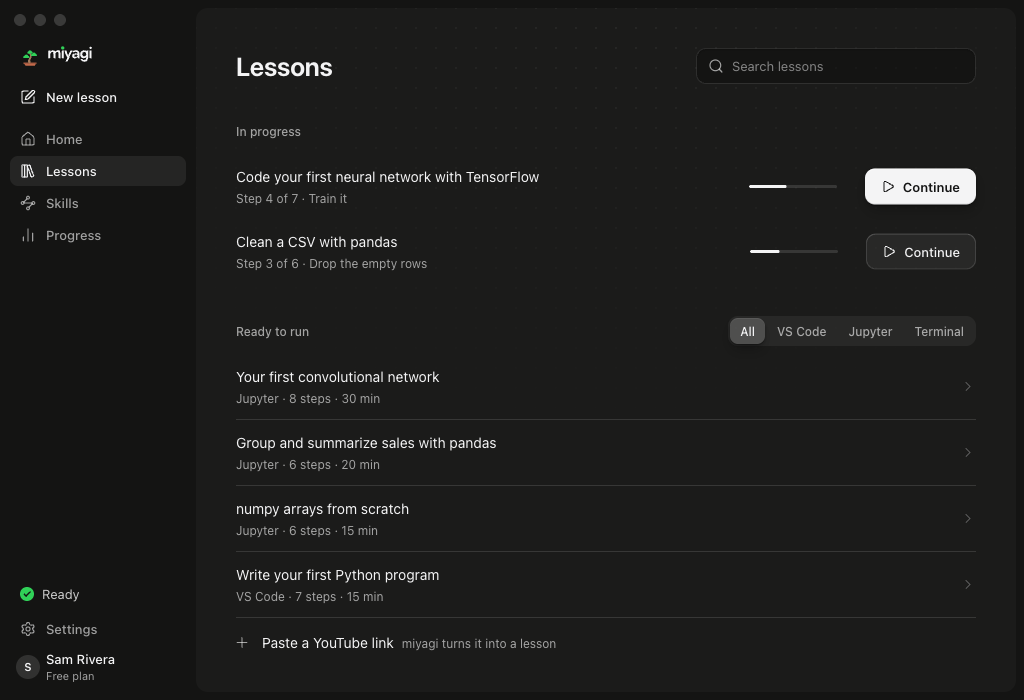 miyagi
New lesson
Home
Lessons
Skills
Progress
Ready
Settings
S
Sam Rivera
Free plan
Lessons
Search lessons
In progress
Code your first neural network with TensorFlow
Step 4 of 7 · Train it
Continue
Clean a CSV with pandas
Step 3 of 6 · Drop the empty rows
Continue
Ready to run
All VS Code Jupyter Terminal
Your first convolutional network
Jupyter · 8 steps · 30 min
Group and summarize sales with pandas
Jupyter · 6 steps · 20 min
numpy arrays from scratch
Jupyter · 6 steps · 15 min
Write your first Python program
VS Code · 7 steps · 15 min
Paste a YouTube link miyagi turns it into a lesson